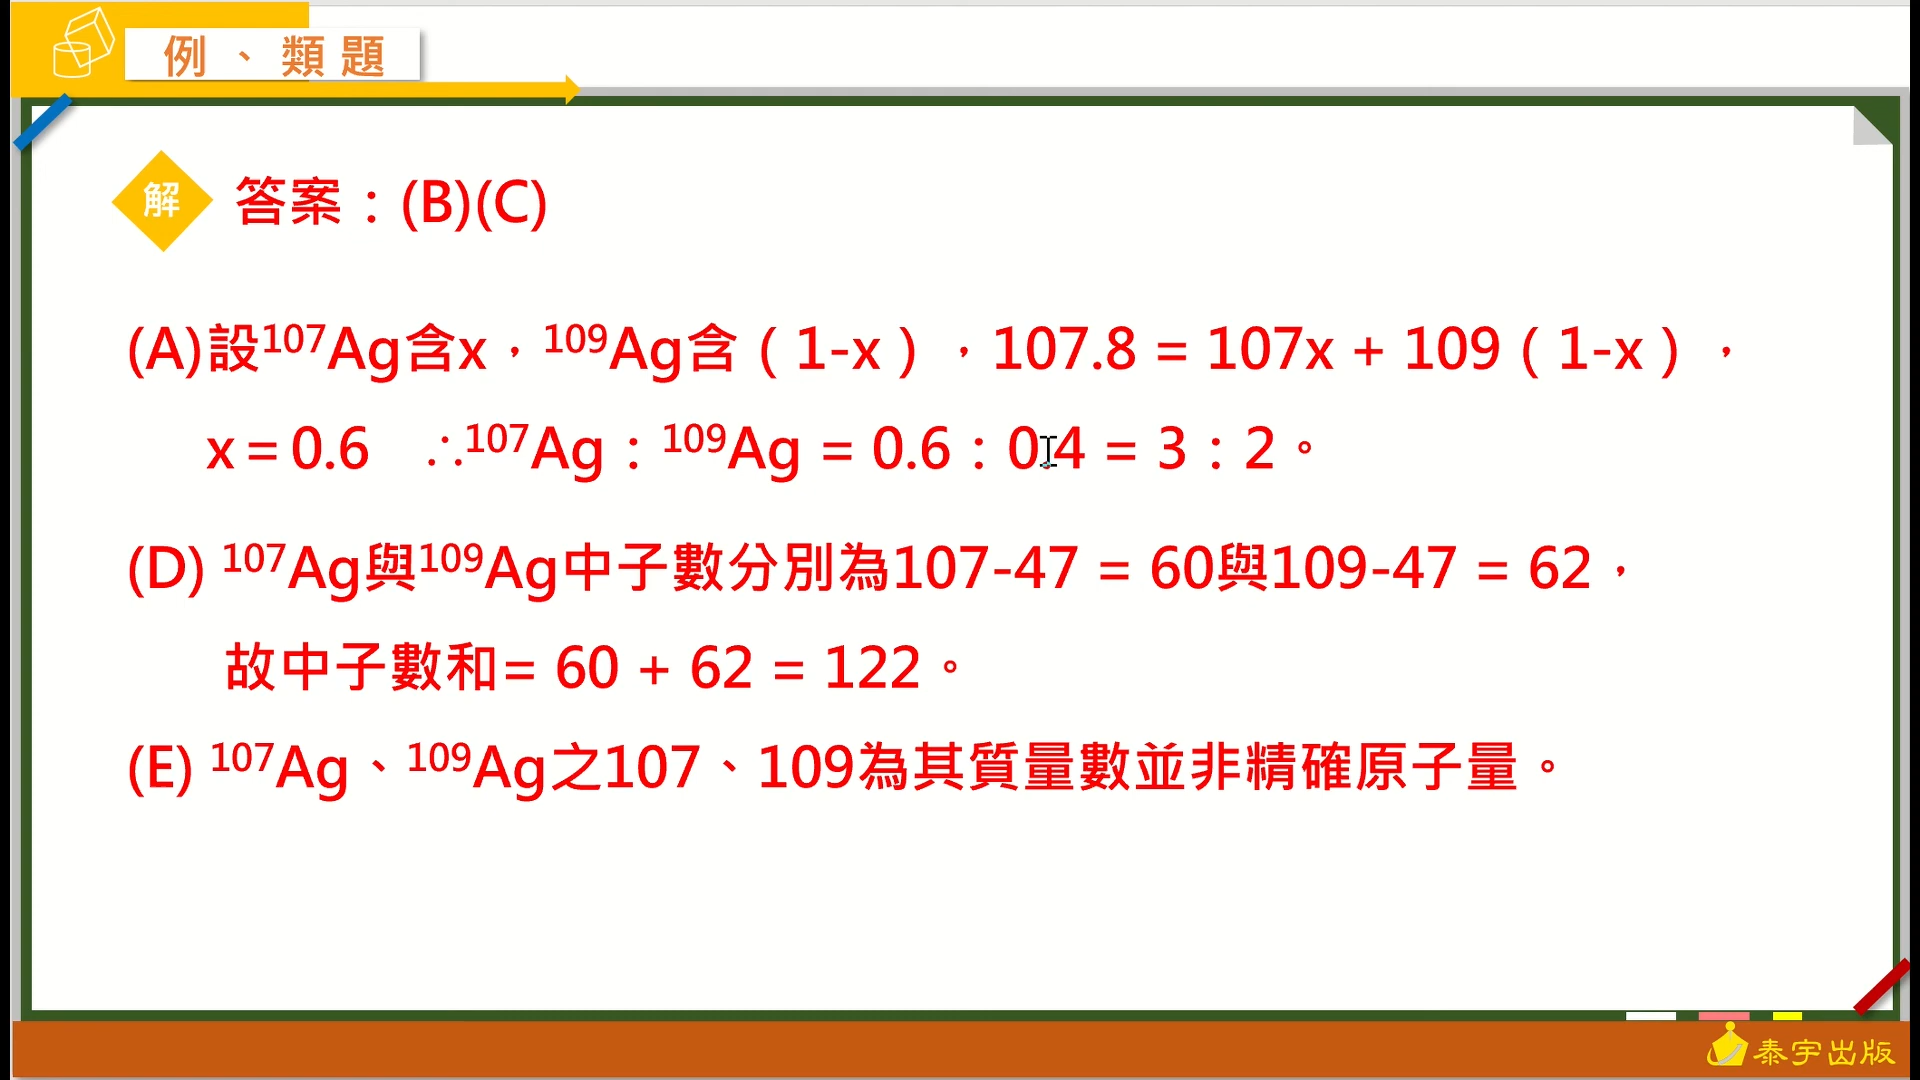 例、類題
解 答案：(B)(C)
(A)設¹⁰⁷Ag含x，¹⁰⁹Ag含（1-x），107.8 = 107x + 109（1-x），
x＝0.6 ∴¹⁰⁷Ag：¹⁰⁹Ag = 0.6：0.4 = 3：2。
(D) ¹⁰⁷Ag與¹⁰⁹Ag中子數分別為107-47 = 60與109-47 = 62，
故中子數和= 60 + 62 = 122。
(E) ¹⁰⁷Ag、¹⁰⁹Ag之107、109為其質量數並非精確原子量。
泰宇出版